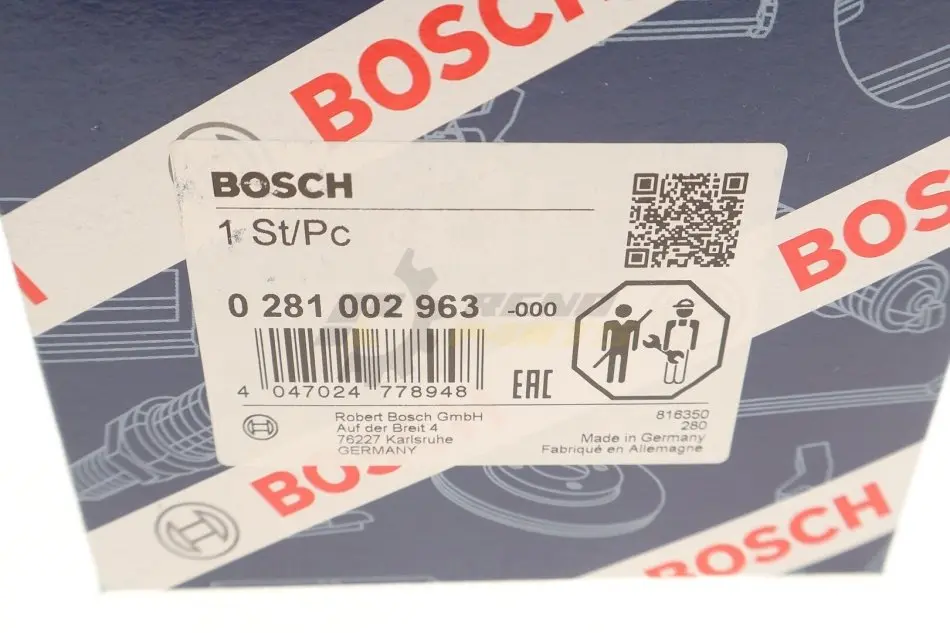 BOSCH
BOSCH
1 St/Pc
0 281 002 963 -000
4 047024 778948
EAC
Robert Bosch GmbH
Auf der Breit 4
76227 Karlsruhe
GERMANY
816350
280
Made in Germany
Fabriqué en Allemagne
BOS
BO
BOSCH